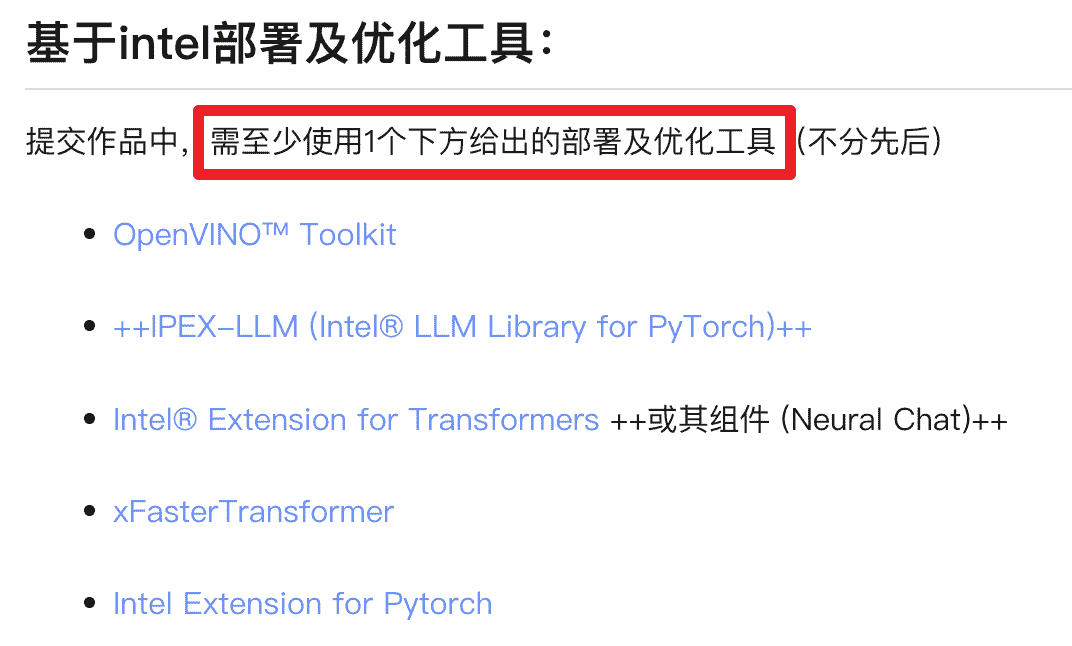 基于intel部署及优化工具：
提交作品中，需至少使用1个下方给出的部署及优化工具（不分先后）
• OpenVINO™ Toolkit
• ++IPEX-LLM (Intel® LLM Library for PyTorch)++
• Intel® Extension for Transformers ++或其组件 (Neural Chat)++
• xFasterTransformer
• Intel Extension for Pytorch